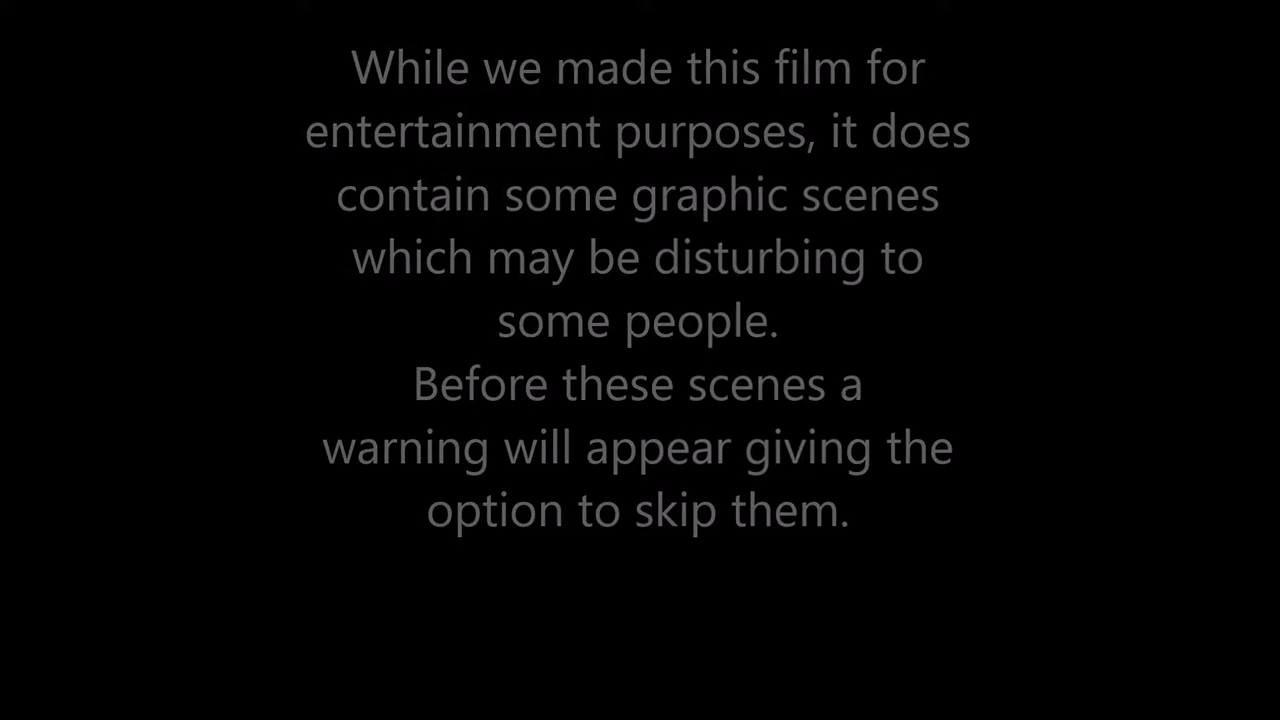 While we made this film for
entertainment purposes, it does
contain some graphic scenes
which may be disturbing to
some people.
Before these scenes a
warning will appear giving the
option to skip them.